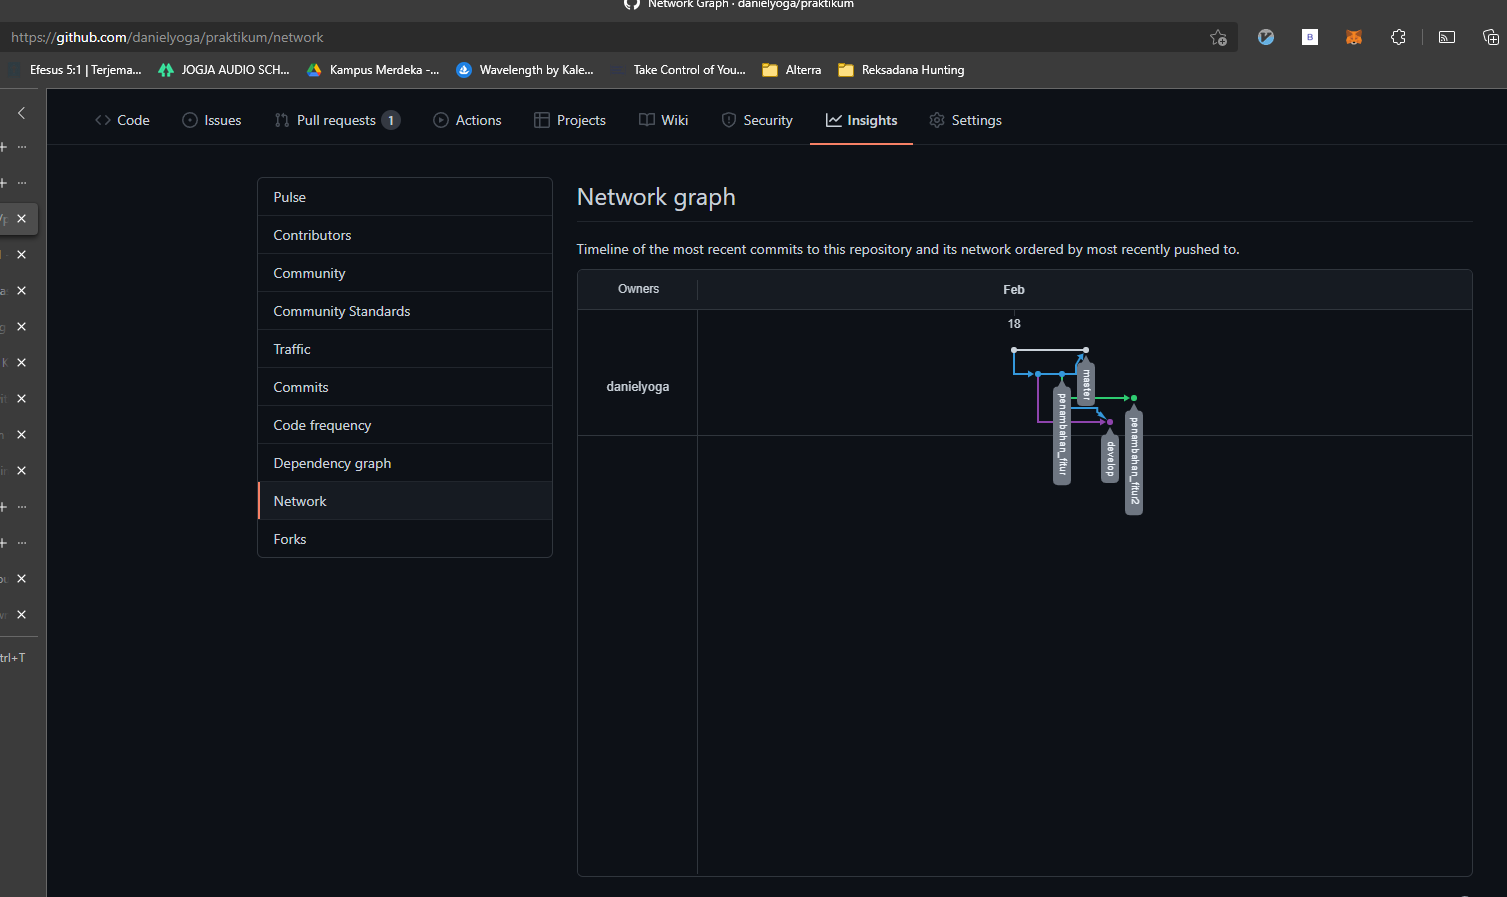 Network Graph · danielyoga/praktikum
https://github.com/danielyoga/praktikum/network
Efesus 5:1 | Terjema... JOGJA AUDIO SCH... Kampus Merdeka -... Wavelength by Kale... Take Control of You... Alterra Reksadana Hunting
Code Issues Pull requests 1 Actions Projects Wiki Security Insights Settings
Pulse
Contributors
Community
Community Standards
Traffic
Commits
Code frequency
Dependency graph
Network
Forks
trl+T
Network graph
Timeline of the most recent commits to this repository and its network ordered by most recently pushed to.
Owners Feb
18
danielyoga
master
penambahan_fitur
develop
penambahan_fitur2